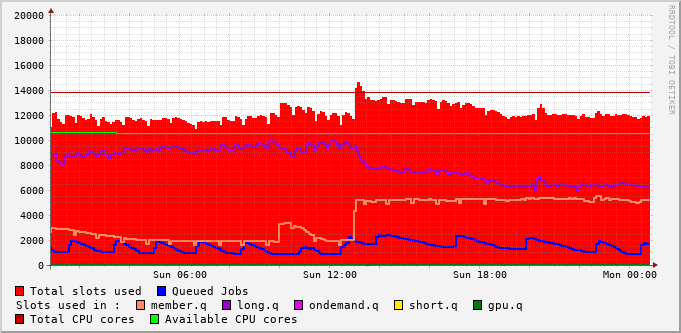 RRDTOOL / TOBI OETIKER
20000
18000
16000
14000
12000
10000
8000
6000
4000
2000
0
Sun 06:00 Sun 12:00 Sun 18:00 Mon 00:00
Total slots used Queued Jobs
Slots used in : member.q long.q ondemand.q short.q gpu.q
Total CPU cores Available CPU cores